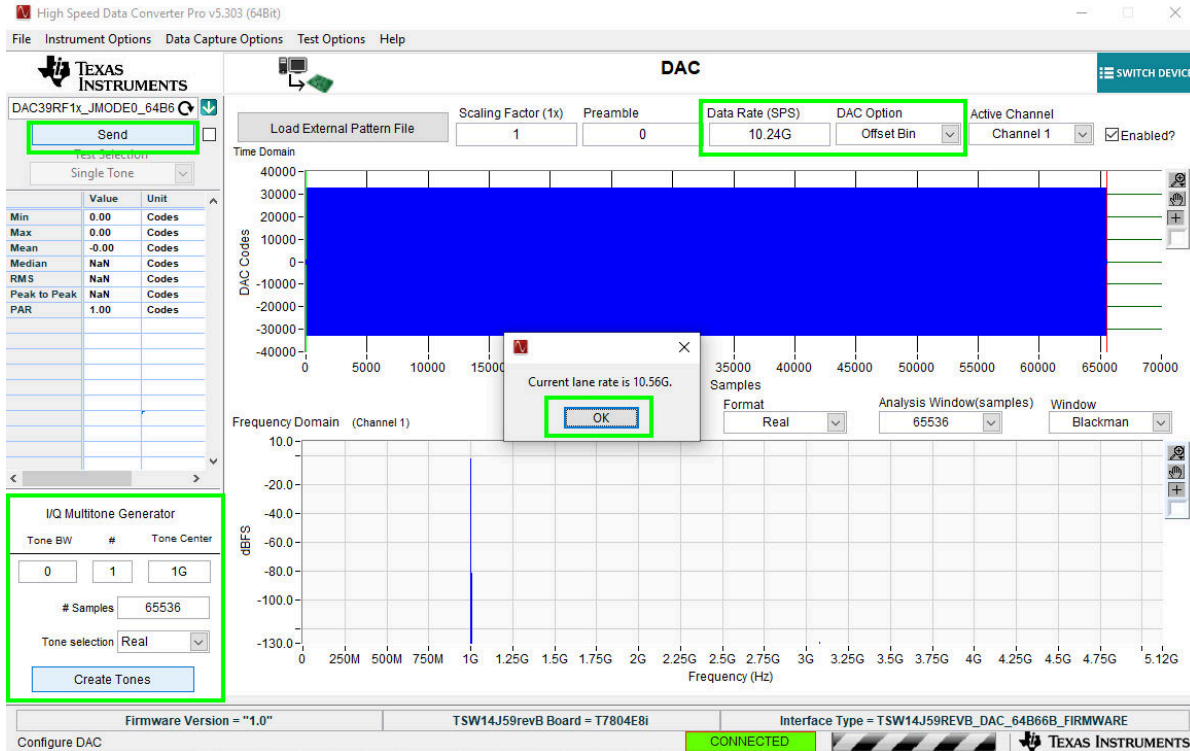 High Speed Data Converter Pro v5.303 (64Bit)
File Instrument Options Data Capture Options Test Options Help
TEXAS INSTRUMENTS
DAC
SWITCH DEVICE
DAC39RF1x_JMODE0_64B6
Send
Test Selection
Single Tone
Load External Pattern File
Scaling Factor (1x) Preamble Data Rate (SPS) DAC Option Active Channel
1 0 10.24G Offset Bin Channel 1 Enabled?
Value Unit
Min 0.00 Codes
Max 0.00 Codes
Mean -0.00 Codes
Median NaN Codes
RMS NaN Codes
Peak to Peak NaN Codes
PAR 1.00 Codes
Time Domain
40000
30000
20000
10000
0
-10000
-20000
-30000
-40000
DAC Codes
0 5000 10000 15000 35000 40000 45000 50000 55000 60000 65000 70000
Samples
Current lane rate is 10.56G.
OK
Format Analysis Window(samples) Window
Real 65536 Blackman
Frequency Domain (Channel 1)
10.0
-20.0
-40.0
-60.0
-80.0
-100.0
-130.0
dBFS
0 250M 500M 750M 1G 1.25G 1.5G 1.75G 2G 2.25G 2.5G 2.75G 3G 3.25G 3.5G 3.75G 4G 4.25G 4.5G 4.75G 5.12G
Frequency (Hz)
I/Q Multitone Generator
Tone BW # Tone Center
0 1 1G
# Samples 65536
Tone selection Real
Create Tones
Firmware Version = "1.0" TSW14J59revB Board = T7804E8i Interface Type = TSW14J59REVB_DAC_64B66B_FIRMWARE
Configure DAC CONNECTED TEXAS INSTRUMENTS